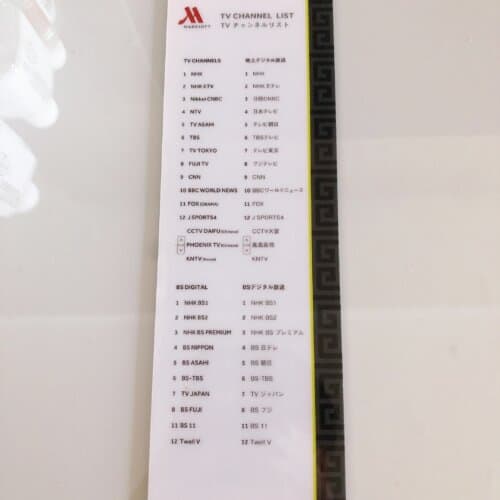 MARRIOTT
TV CHANNEL LIST
TV チャンネルリスト
TV CHANNELS 地上デジタル放送
1 NHK 1 NHK
2 NHK ETV 2 NHK Eテレ
3 Nikkei CNBC 3 日経CNBC
4 NTV 4 日本テレビ
5 TV ASAHI 5 テレビ朝日
6 TBS 6 TBSテレビ
7 TV TOKYO 7 テレビ東京
8 FUJI TV 8 フジテレビ
9 CNN 9 CNN
10 BBC WORLD NEWS 10 BBCワールドニュース
11 FOX (DRAMA) 11 FOX
12 J SPORTS4 12 J SPORTS4
CCTV DAIFU (Chinese) CCTV大富
PHOENIX TV (Chinese) 鳳凰衛視
KNTV (Korea) KNTV
BS DIGITAL BSデジタル放送
1 NHK BS1 1 NHK BS1
2 NHK BS2 2 NHK BS2
3 NHK BS PREMIUM 3 NHK BS プレミアム
4 BS NIPPON 4 BS 日テレ
5 BS ASAHI 5 BS 朝日
6 BS-TBS 6 BS-TBS
7 TV JAPAN 7 TV ジャパン
8 BS FUJI 8 BS フジ
11 BS 11 11 BS 11
12 Twell V 12 Twell V